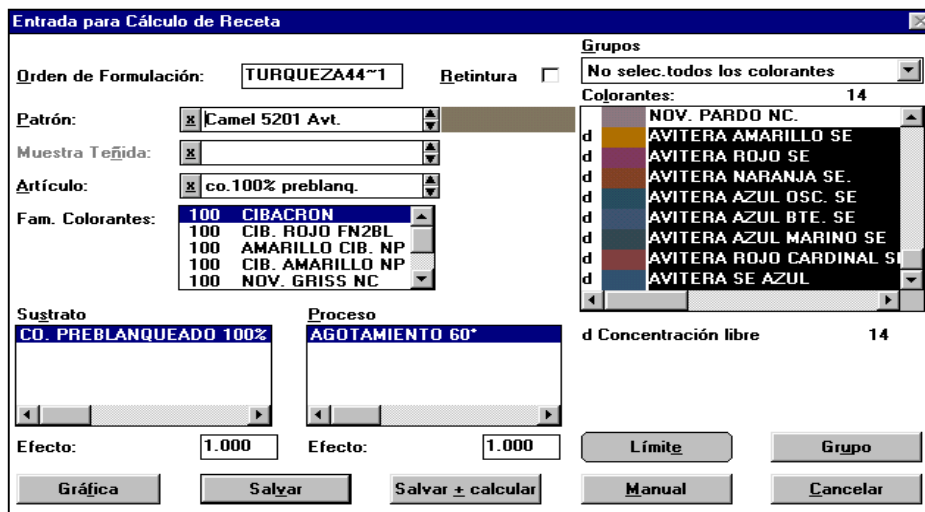 Entrada para Cálculo de Receta
Orden de Formulación: TURQUEZA44~1 Retintura
Patrón: x Camel 5201 Avt.
Muestra Teñida: x
Artículo: x co.100% preblanq.
Fam. Colorantes:
100 CIBACRON
100 CIB. ROJO FN2BL
100 AMARILLO CIB. NP
100 CIB. AMARILLO NP
100 NOV. GRISS NC
Grupos
No selec.todos los colorantes
Colorantes: 14
NOV. PARDO NC.
d AVITERA AMARILLO SE
d AVITERA ROJO SE
d AVITERA NARANJA SE.
d AVITERA AZUL OSC. SE
d AVITERA AZUL BTE. SE
d AVITERA AZUL MARINO SE
d AVITERA ROJO CARDINAL SE
d AVITERA SE AZUL
d Concentración libre 14
Sustrato
CO. PREBLANQUEADO 100%
Proceso
AGOTAMIENTO 60*
Efecto: 1.000
Efecto: 1.000
Límite Grupo
Gráfica Salvar Salvar + calcular Manual Cancelar